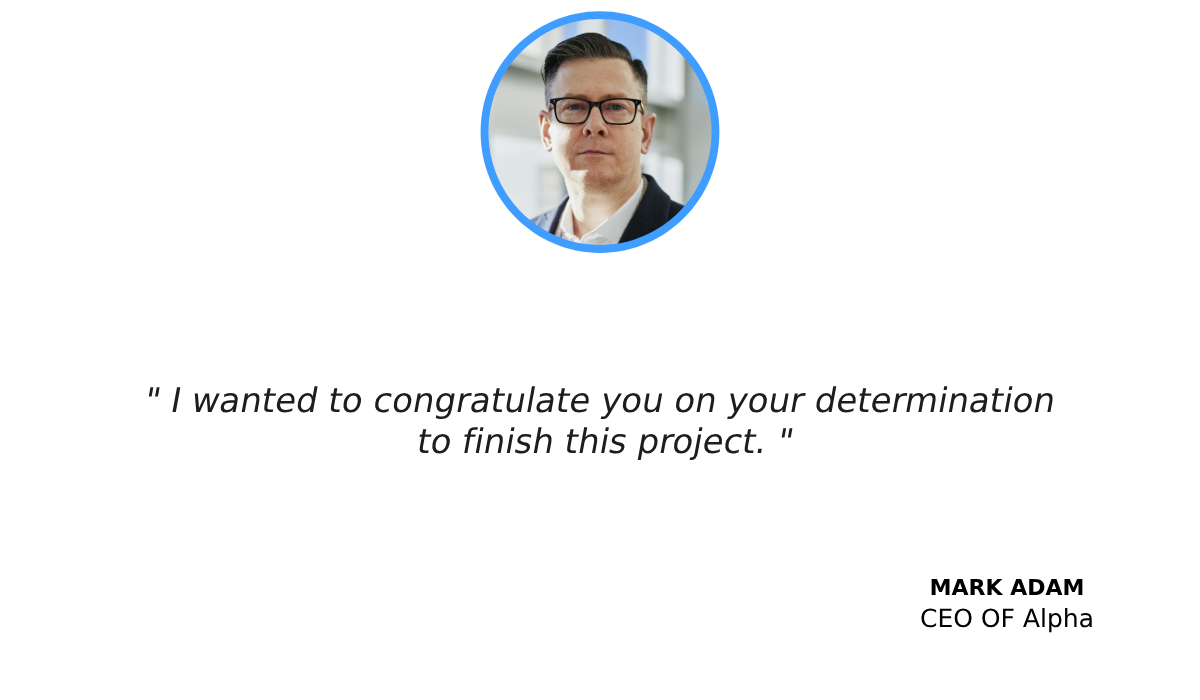 " I wanted to congratulate you on your determination
to finish this project. "
MARK ADAM
CEO OF Alpha